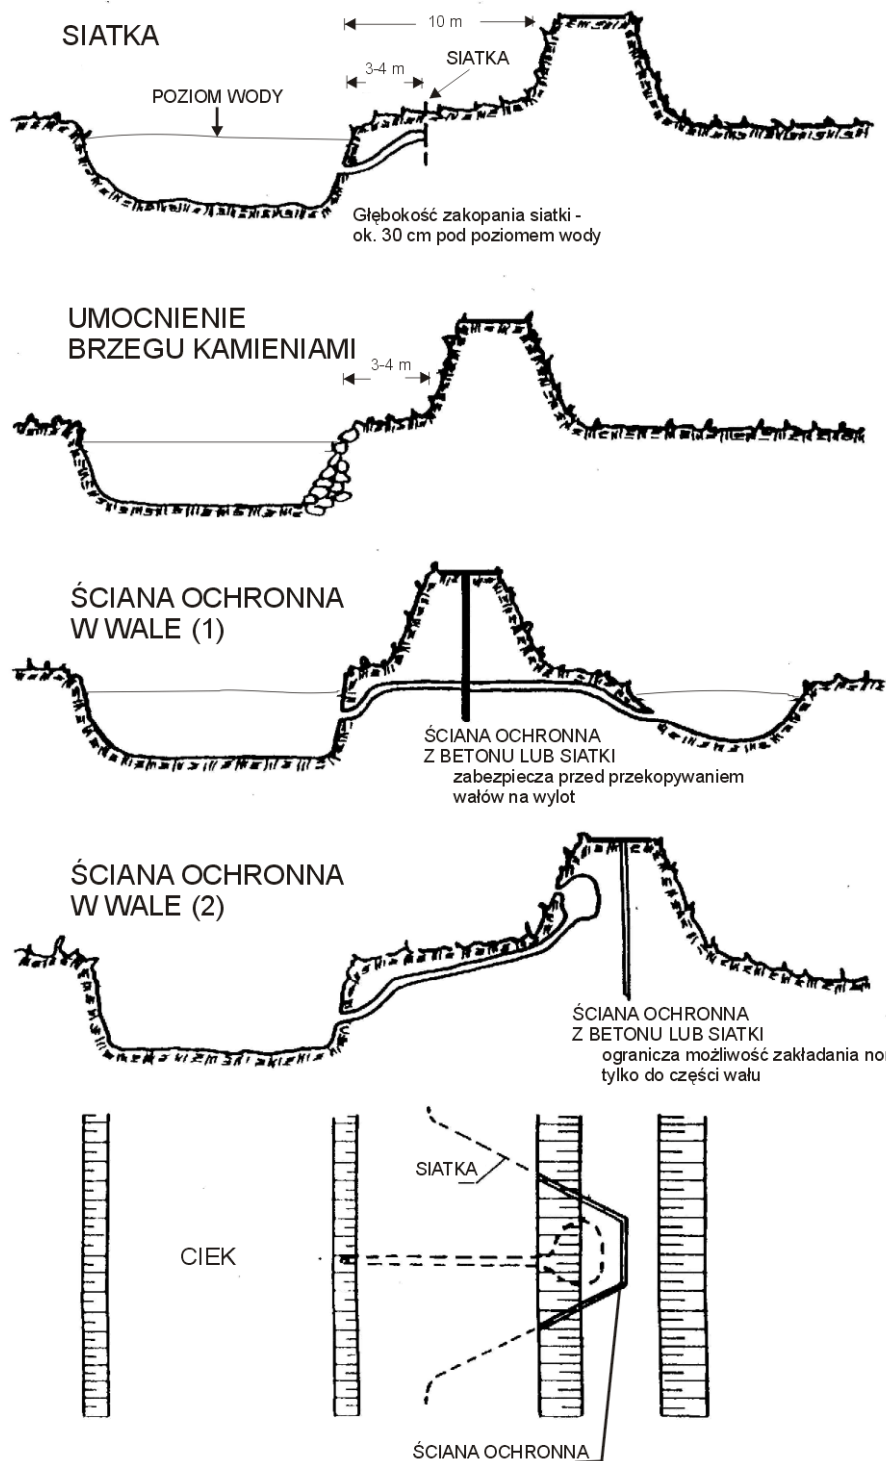 SIATKA
10 m
SIATKA
3-4 m
POZIOM WODY
Głębokość zakopania siatki -
ok. 30 cm pod poziomem wody
UMOCNIENIE
BRZEGU KAMIENIAMI
3-4 m
ŚCIANA OCHRONNA
W WALE (1)
ŚCIANA OCHRONNA
Z BETONU LUB SIATKI
zabezpiecza przed przekopywaniem
wałów na wylot
ŚCIANA OCHRONNA
W WALE (2)
ŚCIANA OCHRONNA
Z BETONU LUB SIATKI
ogranicza możliwość zakładania
tylko do części wału
SIATKA
CIEK
ŚCIANA OCHRONNA